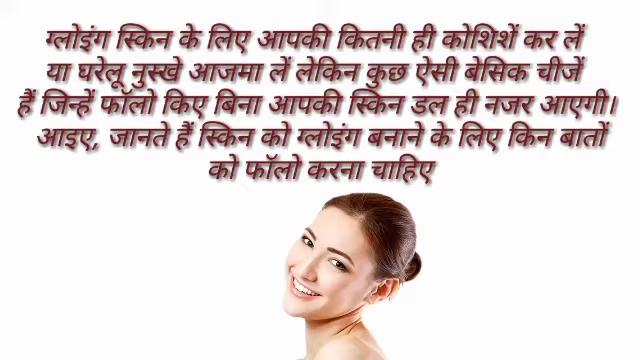 ग्लोइंग स्किन के लिए आपकी कितनी ही कोशिशें कर लें
या घरेलू नुस्खे आजमा लें लेकिन कुछ ऐसी बेसिक चीजें
हैं जिन्हें फॉलो किए बिना आपकी स्किन डल ही नजर आएगी।
आइए, जानते हैं स्किन को ग्लोइंग बनाने के लिए किन बातों
को फॉलो करना चाहिए